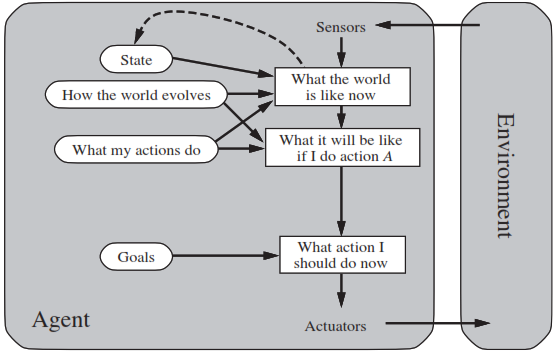 Sensors
State
What the world
is like now
How the world evolves
What it will be like
if I do action A
What my actions do
Environment
What action I
should do now
Goals
Agent
Actuators